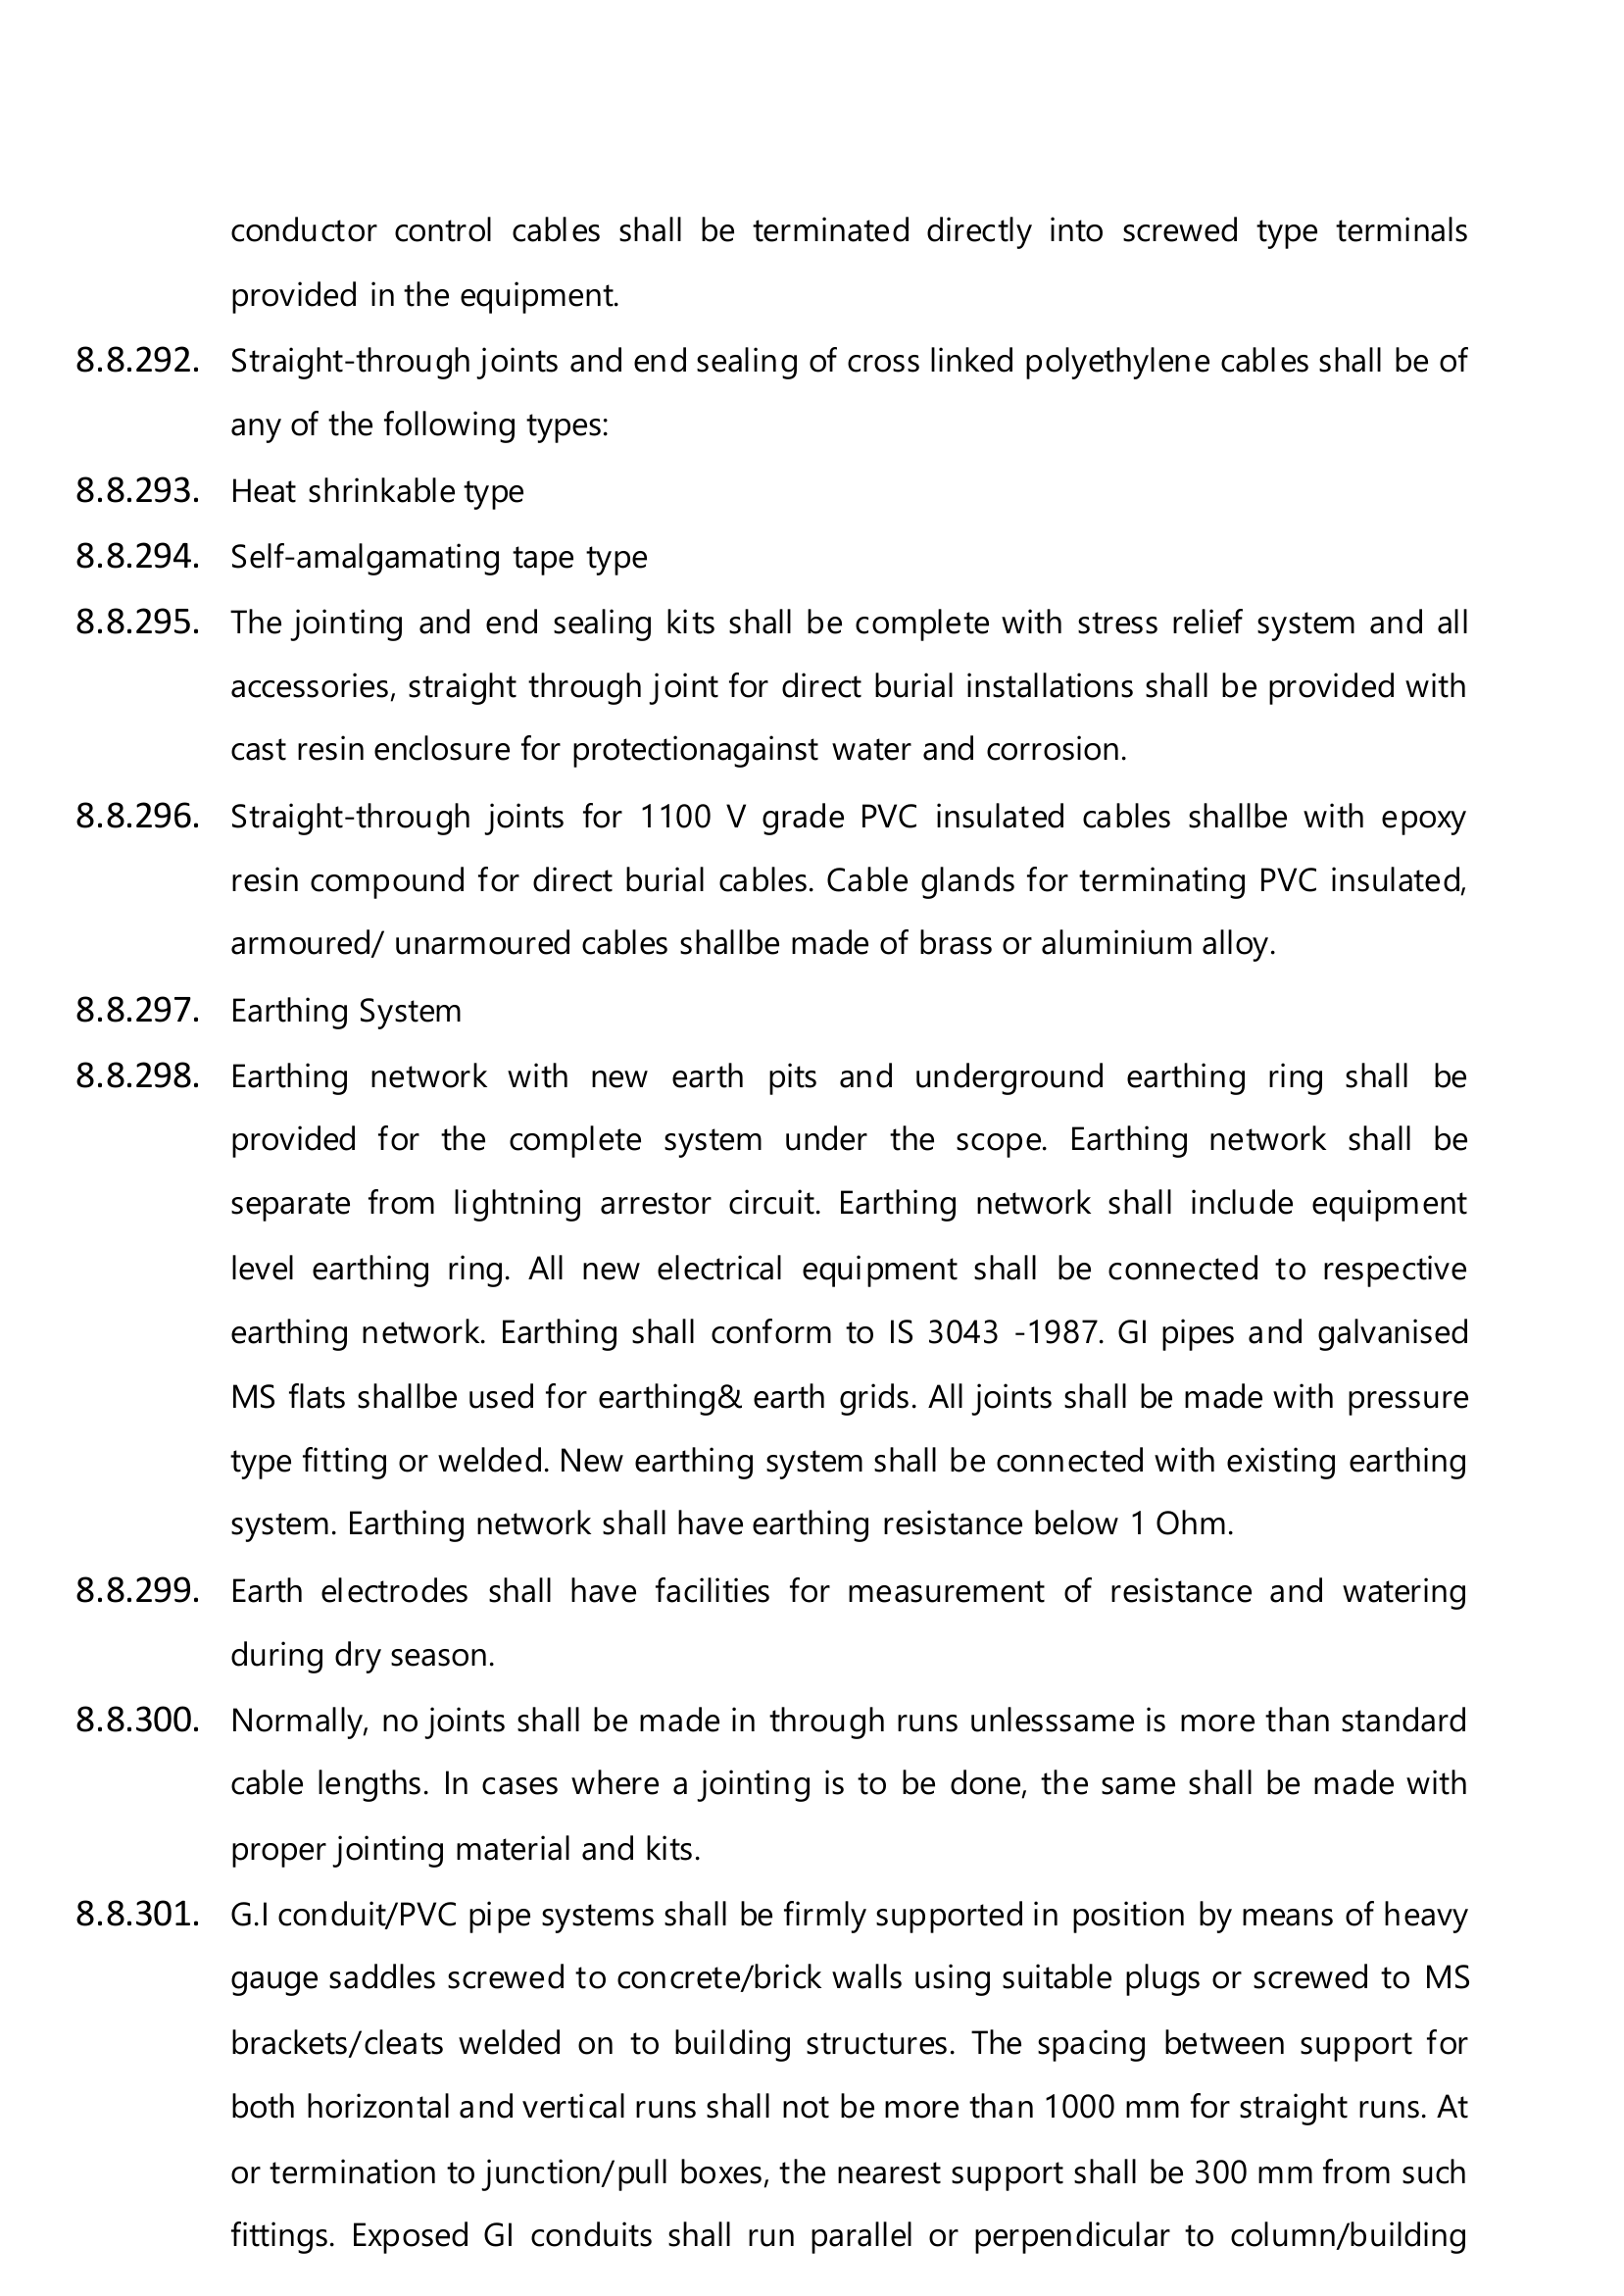 conductor control cables shall be terminated directly into screwed type terminals
provided in the equipment.
8.8.292. Straight-through joints and end sealing of cross linked polyethylene cables shall be of
any of the following types:
8.8.293. Heat shrinkable type
8.8.294. Self-amalgamating tape type
8.8.295. The jointing and end sealing kits shall be complete with stress relief system and all
accessories, straight through joint for direct burial installations shall be provided with
cast resin enclosure for protectionagainst water and corrosion.
8.8.296. Straight-through joints for 1100 V grade PVC insulated cables shallbe with epoxy
resin compound for direct burial cables. Cable glands for terminating PVC insulated,
armoured/ unarmoured cables shallbe made of brass or aluminium alloy.
8.8.297. Earthing System
8.8.298. Earthing network with new earth pits and underground earthing ring shall be
provided for the complete system under the scope. Earthing network shall be
separate from lightning arrestor circuit. Earthing network shall include equipment
level earthing ring. All new electrical equipment shall be connected to respective
earthing network. Earthing shall conform to IS 3043 -1987. GI pipes and galvanised
MS flats shallbe used for earthing& earth grids. All joints shall be made with pressure
type fitting or welded. New earthing system shall be connected with existing earthing
system. Earthing network shall have earthing resistance below 1 Ohm.
8.8.299. Earth electrodes shall have facilities for measurement of resistance and watering
during dry season.
8.8.300. Normally, no joints shall be made in through runs unlesssame is more than standard
cable lengths. In cases where a jointing is to be done, the same shall be made with
proper jointing material and kits.
8.8.301. G.I conduit/PVC pipe systems shall be firmly supported in position by means of heavy
gauge saddles screwed to concrete/brick walls using suitable plugs or screwed to MS
brackets/cleats welded on to building structures. The spacing between support for
both horizontal and vertical runs shall not be more than 1000 mm for straight runs. At
or termination to junction/pull boxes, the nearest support shall be 300 mm from such
fittings. Exposed GI conduits shall run parallel or perpendicular to column/building